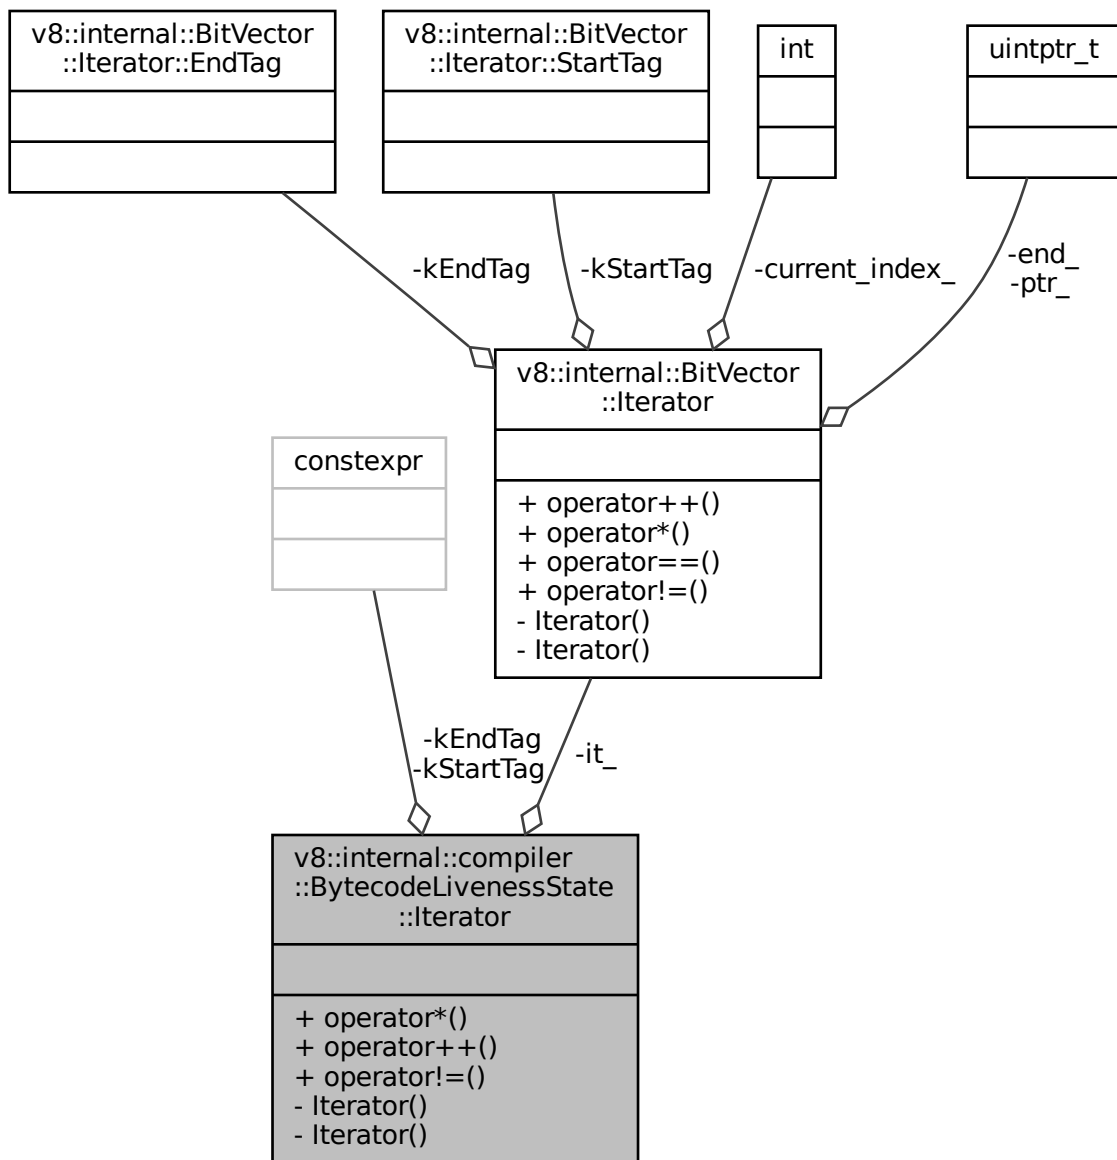 v8::internal::BitVector
::Iterator::EndTag
v8::internal::BitVector
::Iterator::StartTag
int
uintptr_t
-kEndTag
-kStartTag
-current_index_
-end_
-ptr_
v8::internal::BitVector
::Iterator
+ operator++()
+ operator*()
+ operator==()
+ operator!=()
- Iterator()
- Iterator()
constexpr
-kEndTag
-kStartTag
-it_
v8::internal::compiler
::BytecodeLivenessState
::Iterator
+ operator*()
+ operator++()
+ operator!=()
- Iterator()
- Iterator()